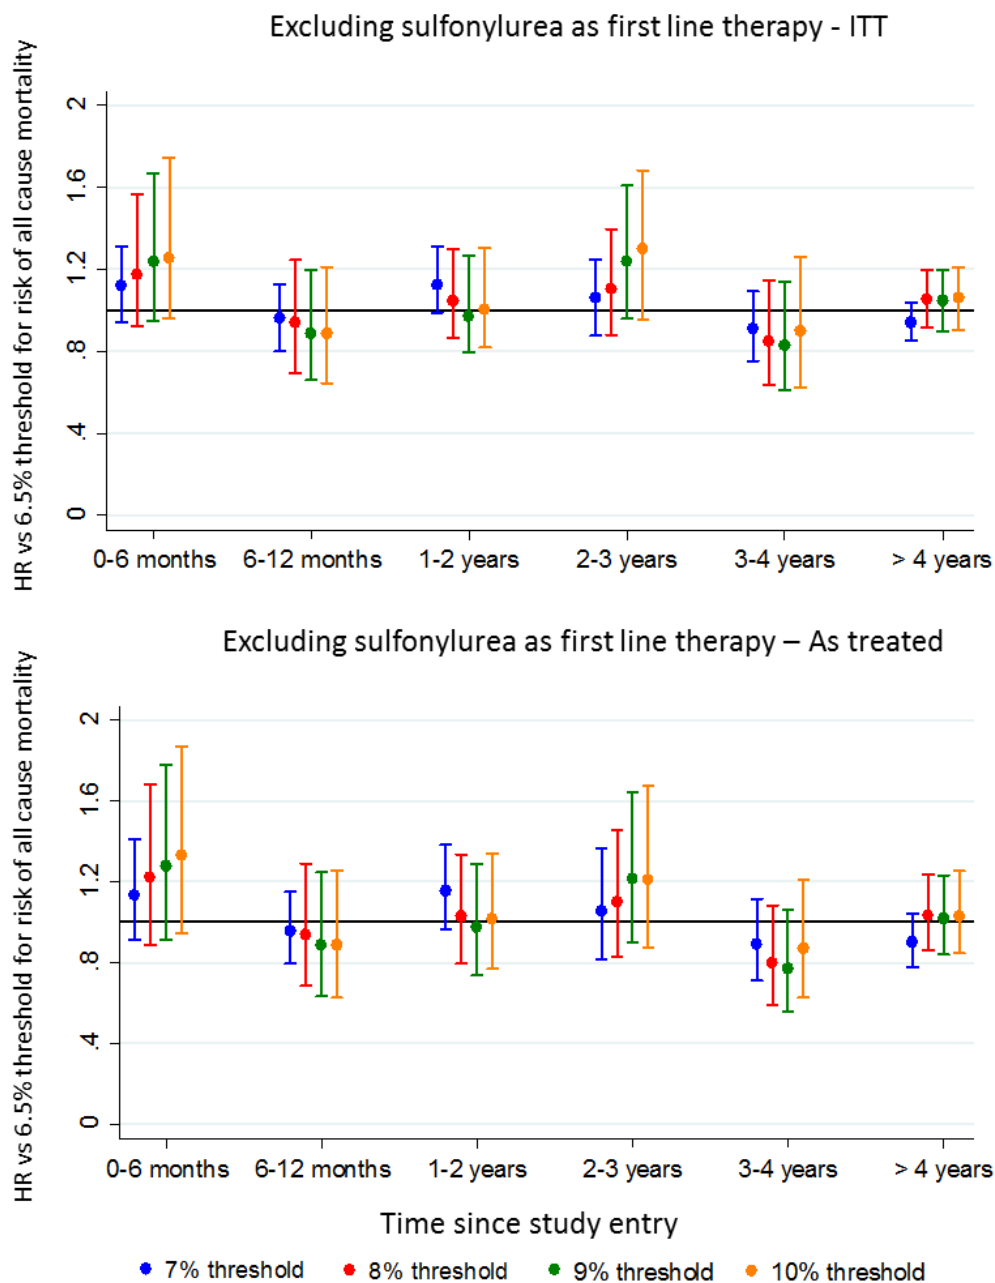 Excluding sulfonylurea as first line therapy - ITT
HR vs 6.5% threshold for risk of all cause mortality
2
1.6
1.2
.8
.4
0
0-6 months 6-12 months 1-2 years 2-3 years 3-4 years > 4 years
Excluding sulfonylurea as first line therapy – As treated
HR vs 6.5% threshold for risk of all cause mortality
2
1.6
1.2
.8
.4
0
0-6 months 6-12 months 1-2 years 2-3 years 3-4 years > 4 years
Time since study entry
7% threshold 8% threshold 9% threshold 10% threshold